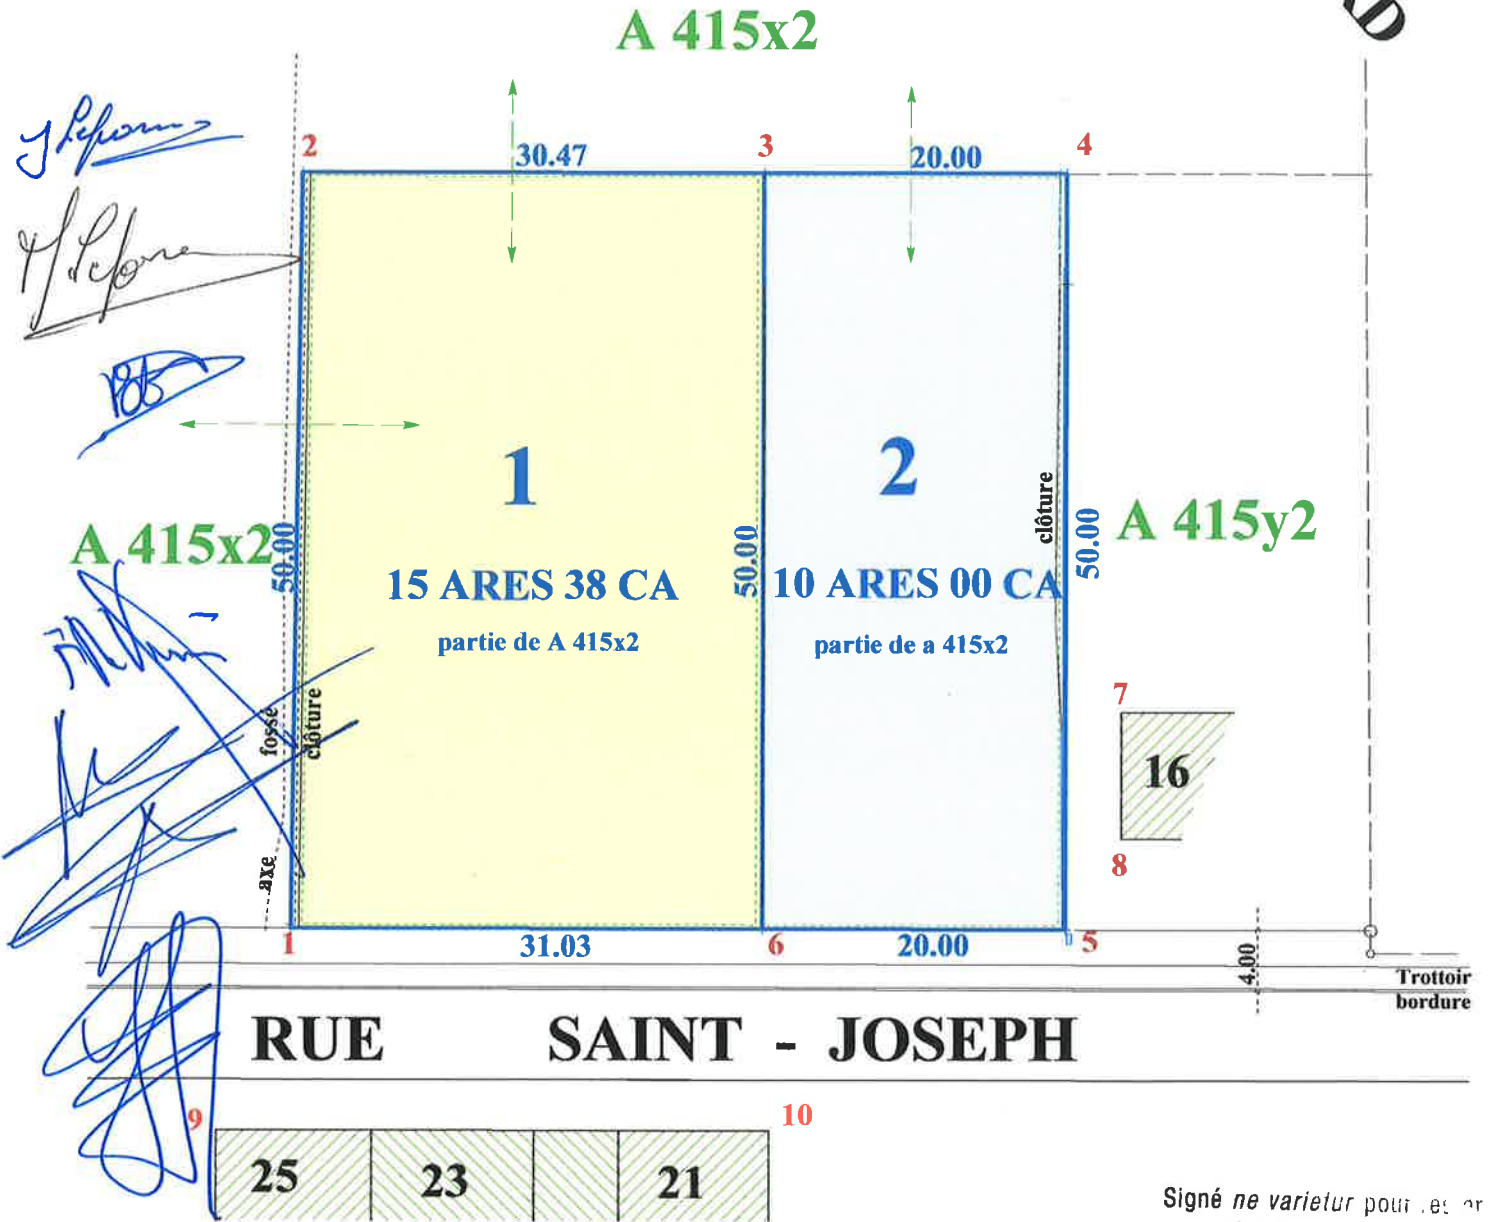 A 415x2
2
30.47
3
20.00
4
1
2
A 415x2
50.00
50.00
clôture
50.00
A 415y2
15 ARES 38 CA
10 ARES 00 CA
partie de A 415x2
partie de a 415x2
7
16
8
fossé
clôture
axe
1
31.03
6
20.00
5
4.00
Trottoir
bordure
RUE SAINT - JOSEPH
9
10
25
23
21
Signé ne varietur pour